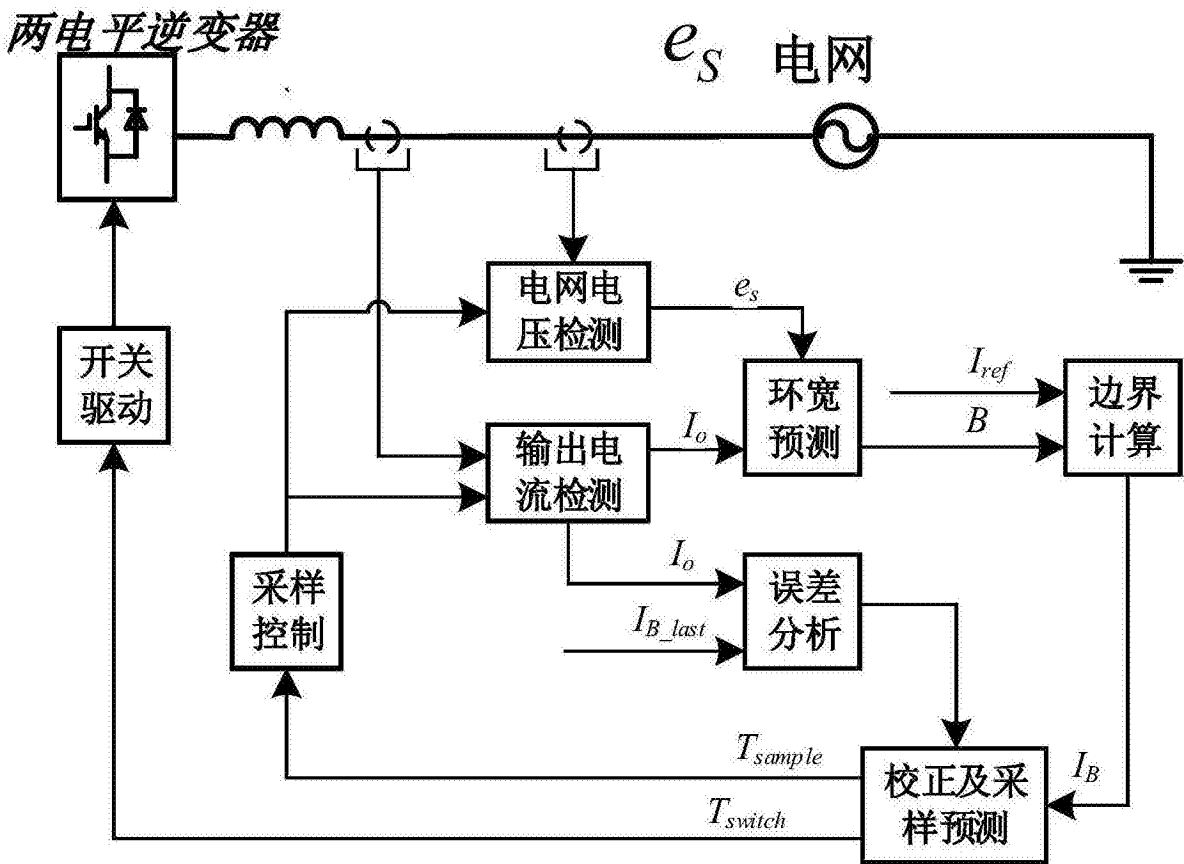 两电平逆变器
e_S 电网
电网电
压检测
e_s
开关
驱动
环宽
预测
I_ref
B
边界
计算
输出电
流检测
I_o
I_o
采样
控制
误差
分析
I_B_last
T_sample
T_switch
校正及采
样预测
I_B